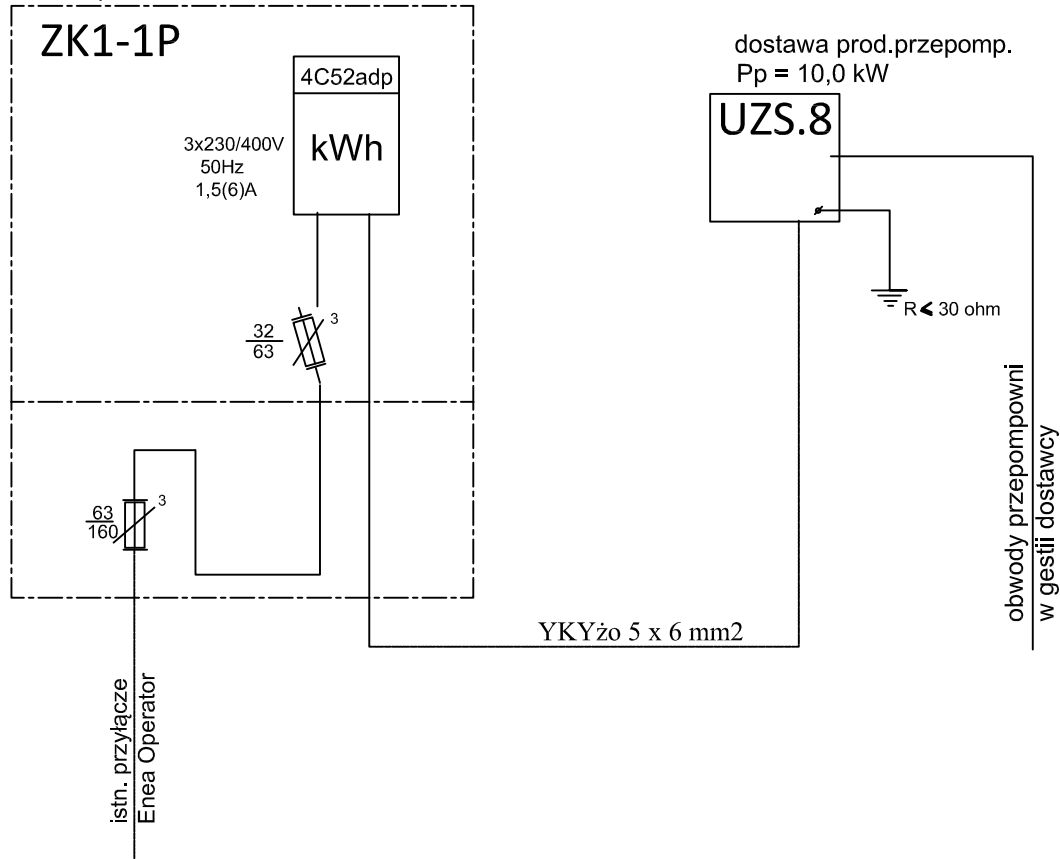 ZK1-1P
4C52adp
kWh
3x230/400V
50Hz
1,5(6)A
32
63
3
63
160
3
istn. przyłącze
Enea Operator
YKYżo 5 x 6 mm2
dostawa prod.przepomp.
Pp = 10,0 kW
UZS.8
R < 30 ohm
obwody przepompowni
w gestii dostawcy